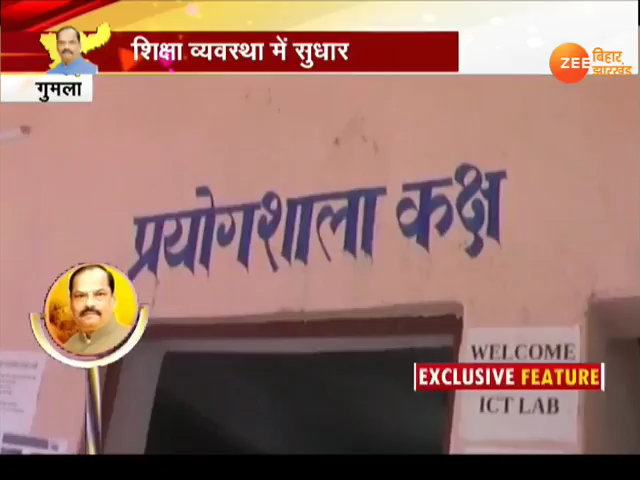 शिक्षा व्यवस्था में सुधार
ZEE बिहार झारखंड
गुमला
प्रयोगशाला कक्ष
WELCOME
EXCLUSIVE FEATURE
ICT LAB